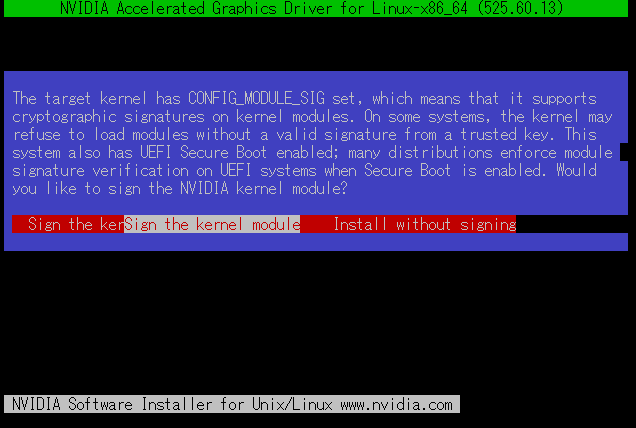 NVIDIA Accelerated Graphics Driver for Linux-x86_64 (525.60.13)
The target kernel has CONFIG_MODULE_SIG set, which means that it supports
cryptographic signatures on kernel modules. On some systems, the kernel may
refuse to load modules without a valid signature from a trusted key. This
system also has UEFI Secure Boot enabled; many distributions enforce module
signature verification on UEFI systems when Secure Boot is enabled. Would
you like to sign the NVIDIA kernel module?
Sign the kerSign the kernel module Install without signing
NVIDIA Software Installer for Unix/Linux www.nvidia.com